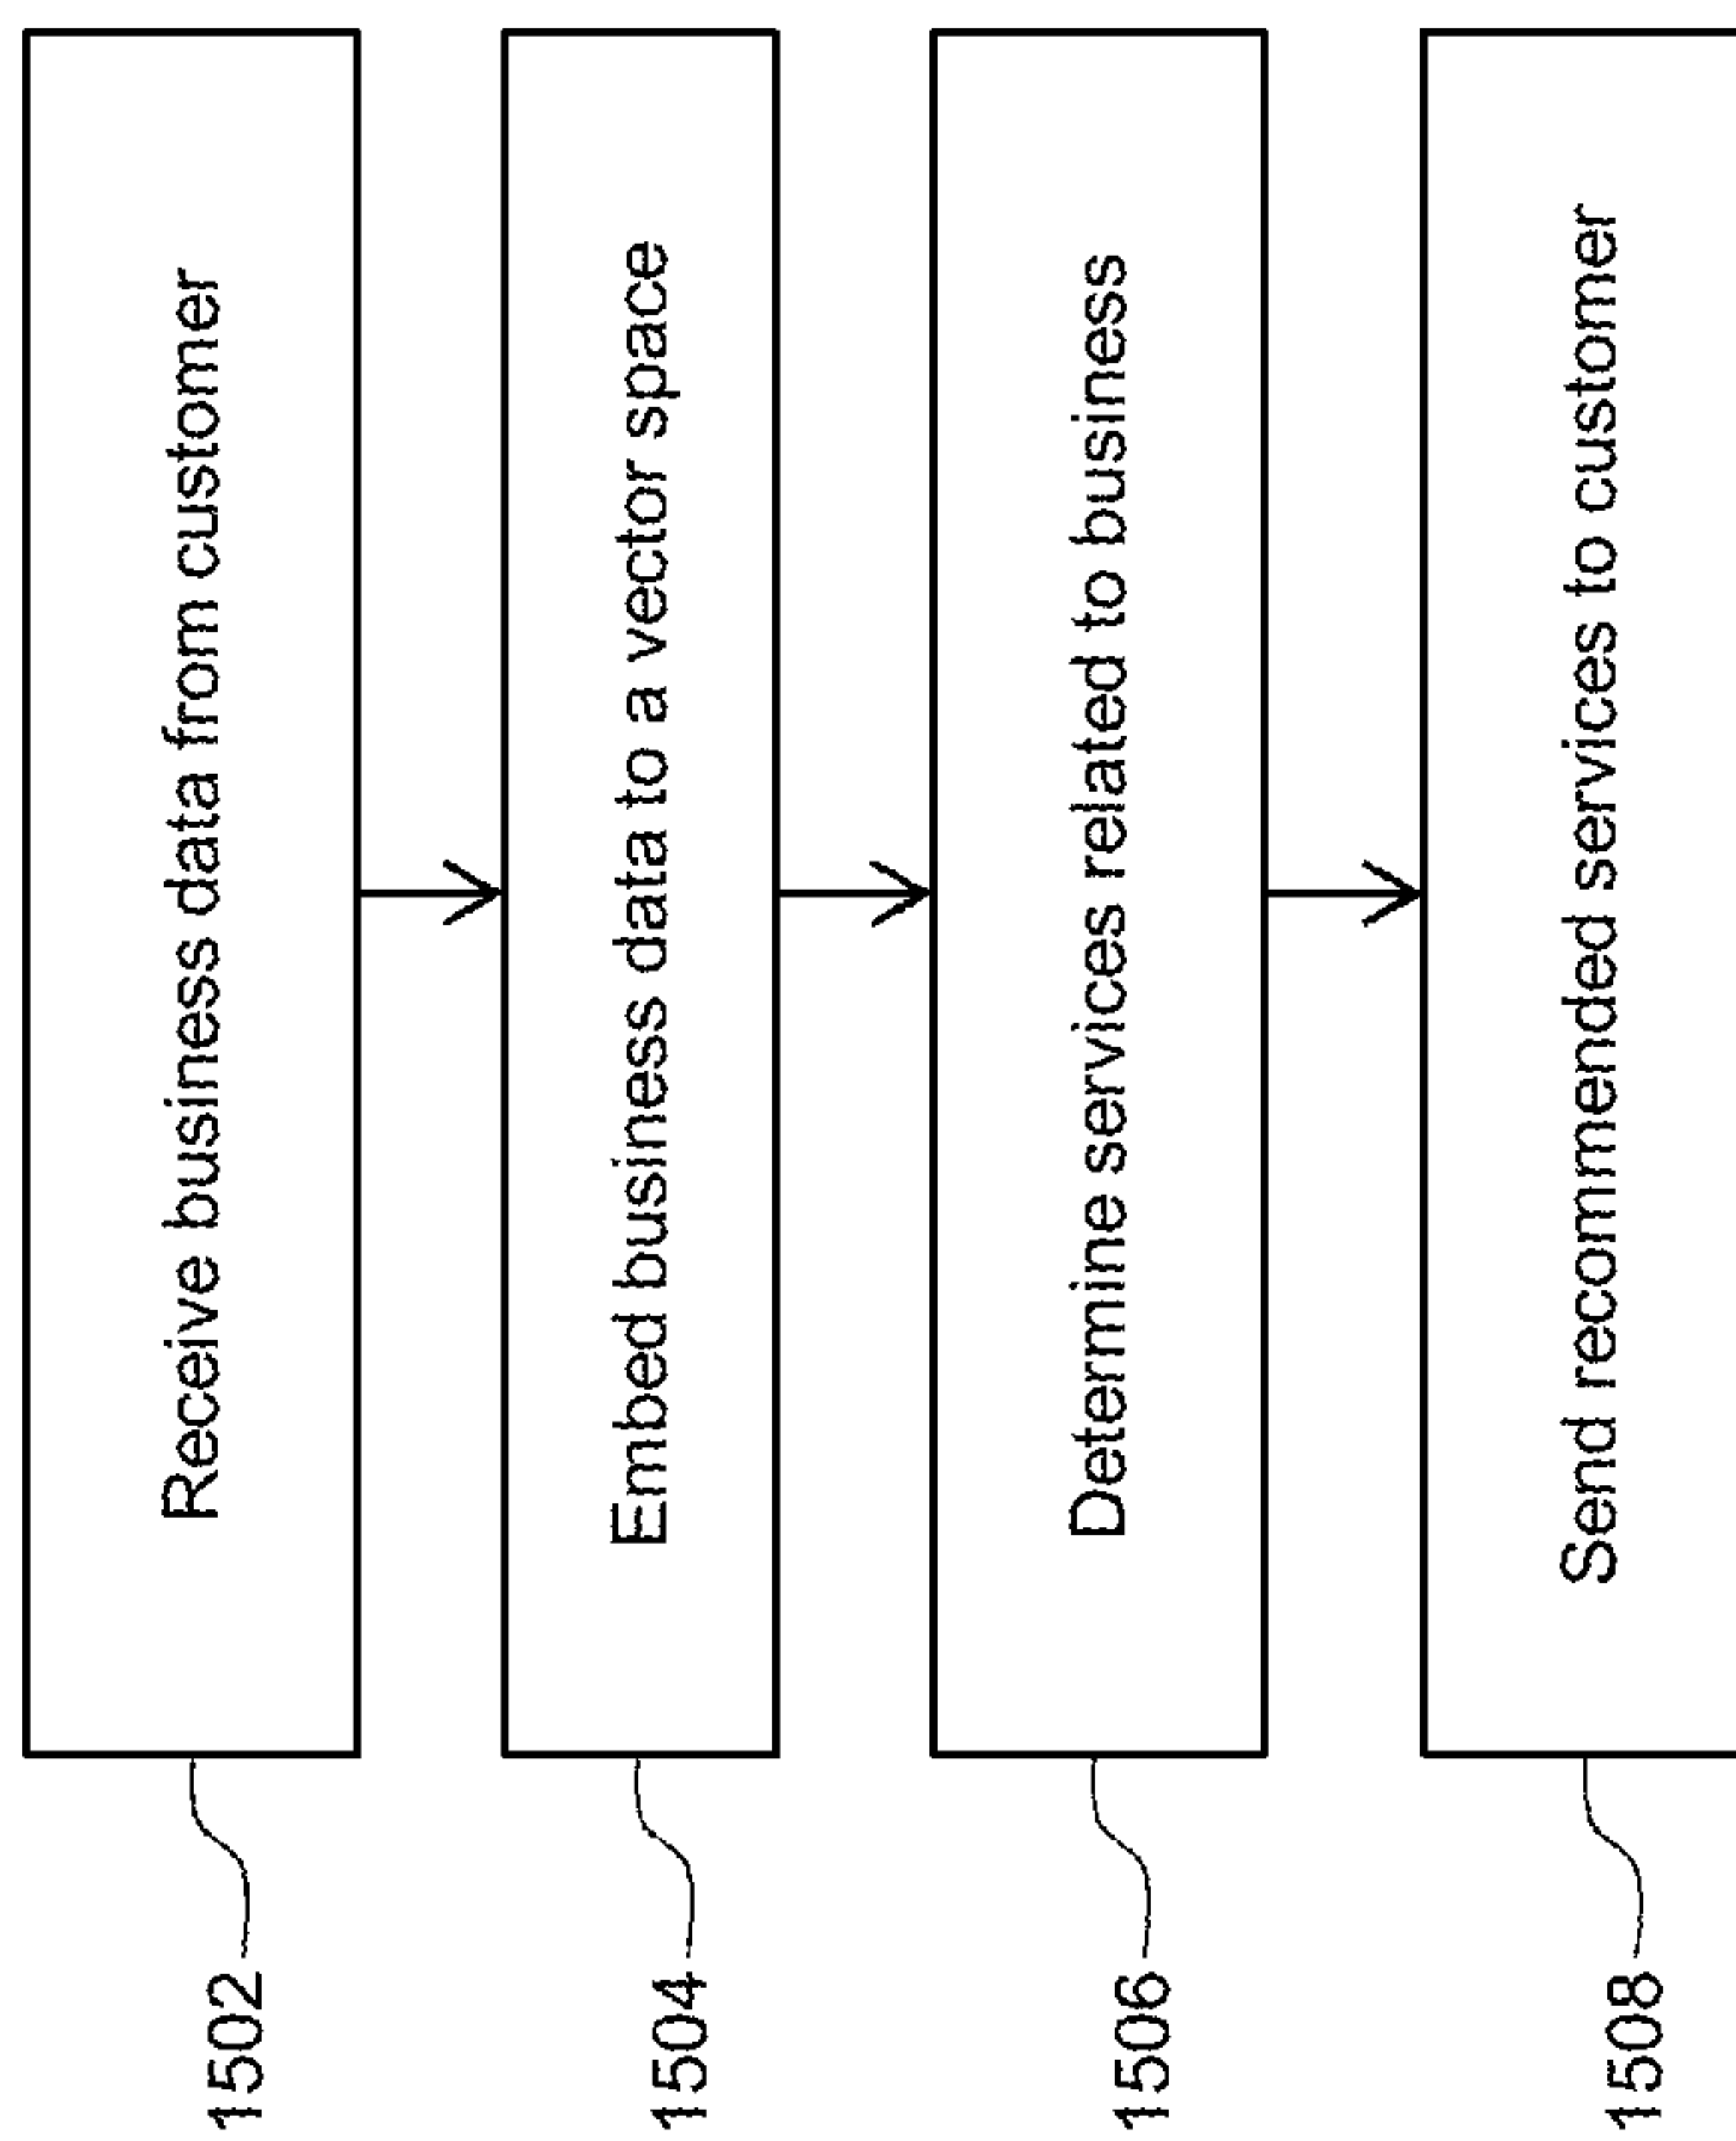 1502
Receive business data from customer
1504
Embed business data to a vector space
1506
Determine services related to business
1508
Send recommended services to customer